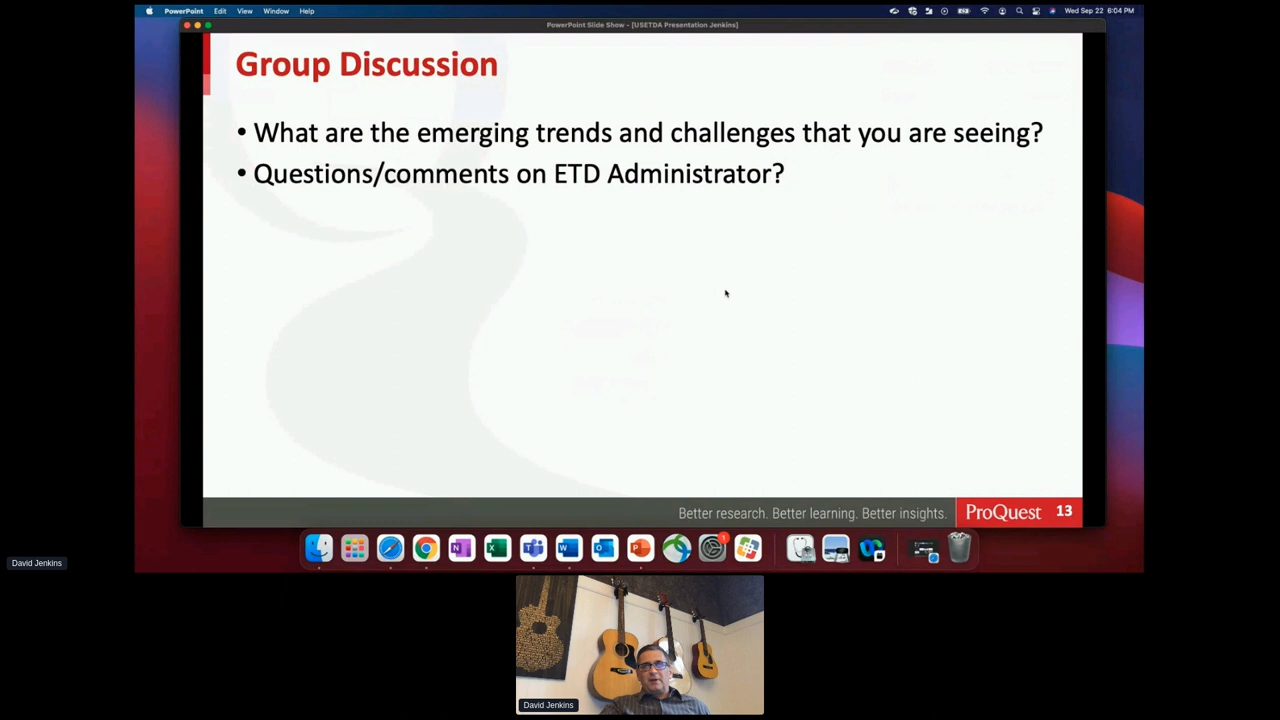 PowerPoint Edit View Window Help
Wed Sep 22 6:04 PM
PowerPoint Slide Show - [USETDA Presentation Jenkins]
Group Discussion
• What are the emerging trends and challenges that you are seeing?
• Questions/comments on ETD Administrator?
Better research. Better learning. Better insights.
ProQuest 13
1
David Jenkins
David Jenkins